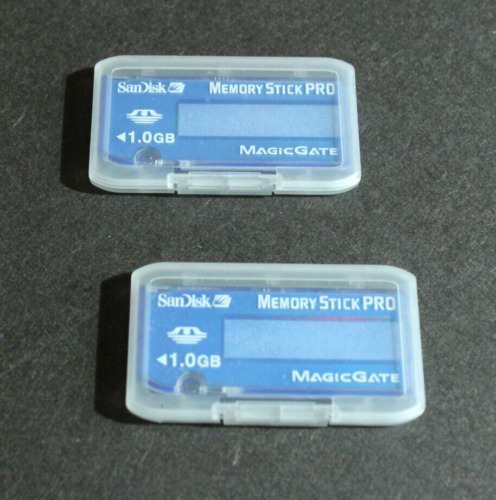 SanDisk MEMORY STICK PRO
◄1.0GB
MAGICGATE
SanDisk MEMORY STICK PRO
◄1.0GB
MAGICGATE